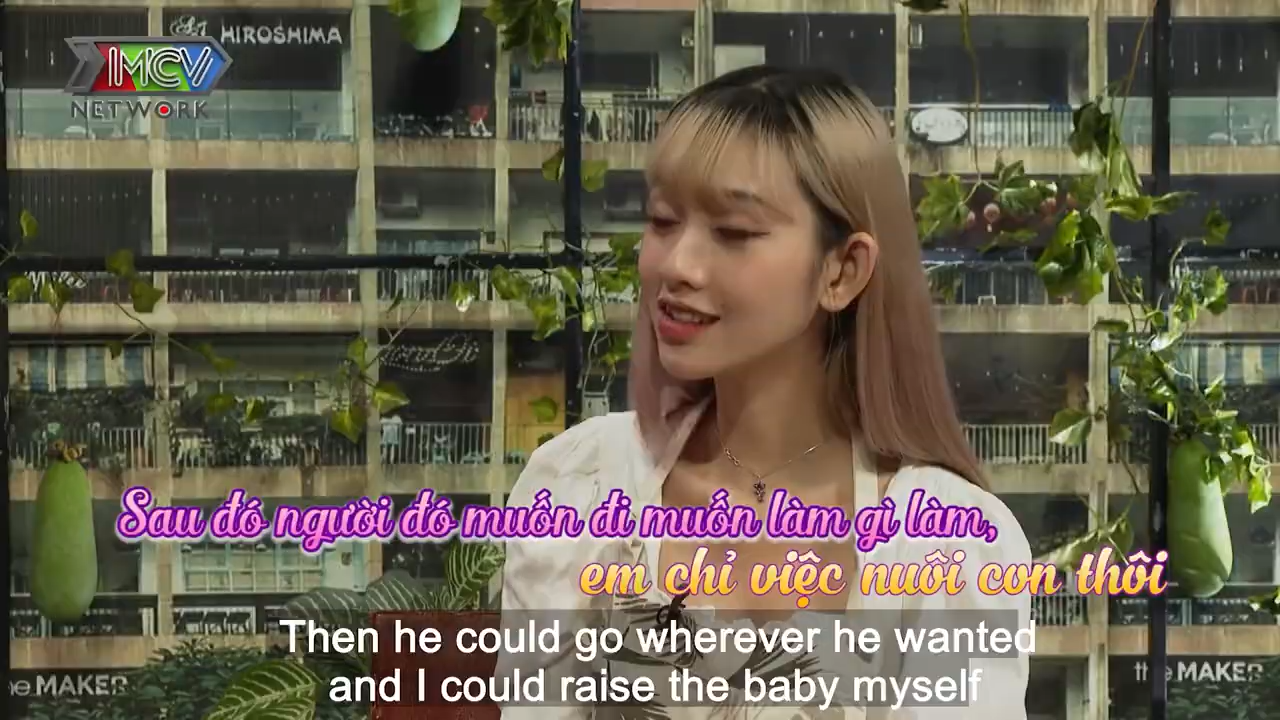 HIROSHIMA
MCV
NETWORK
Sau đó người đó muốn đi muốn làm gì làm,
em chỉ việc nuôi con thôi
Then he could go wherever he wanted
and I could raise the baby myself
the MAKER
the MAKER